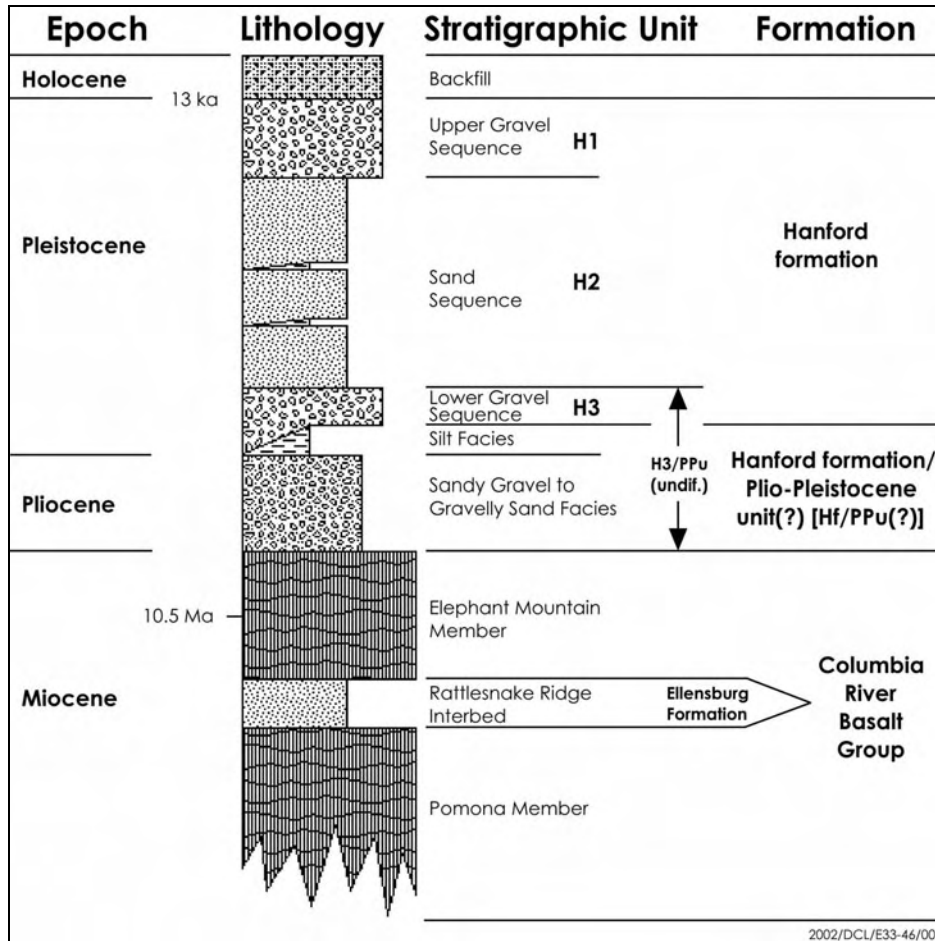 Epoch Lithology Stratigraphic Unit Formation
Holocene
13 ka
Backfill
Upper Gravel
Sequence H1
Pleistocene
Sand
Sequence H2
Hanford
formation
Lower Gravel
Sequence H3
Silt Facies
H3/PPu
(undif.)
Hanford formation/
Plio-Pleistocene
unit(?) [Hf/PPu(?)]
Pliocene
Sandy Gravel to
Gravelly Sand Facies
10.5 Ma
Elephant Mountain
Member
Miocene
Rattlesnake Ridge
Interbed
Ellensburg
Formation
Columbia
River
Basalt
Group
Pomona Member
2002/DCL/E33-46/00